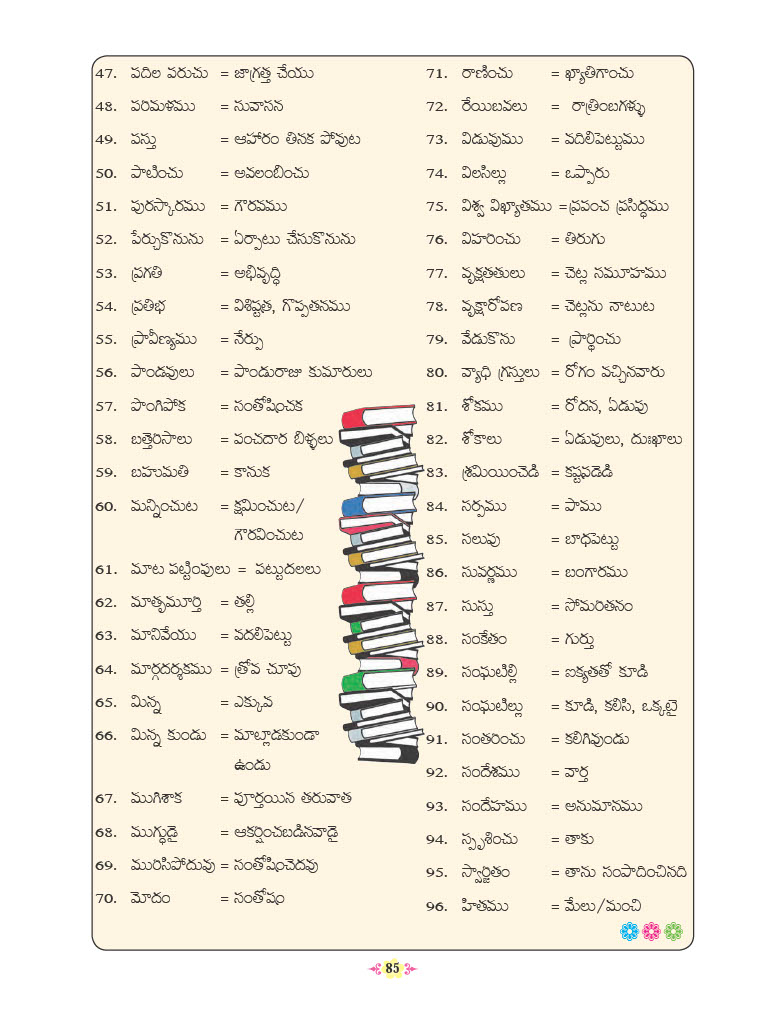 47. పదిల పరుచు = జాగ్రత్త చేయు
48. పరిమళము = సువాసన
49. పస్తు = ఆహారం తినక పోవుట
50. పాటించు = అవలంబించు
51. పురస్కారము = గౌరవము
52. పేర్చుకొనును = ఏర్పాటు చేసుకొనును
53. ప్రగతి = అభివృద్ధి
54. ప్రతిభ = విశిష్టత, గొప్పతనము
55. ప్రావీణ్యము = నేర్పు
56. పాండవులు = పాండురాజు కుమారులు
57. పొంగిపోక = సంతోషించక
58. బత్తెరిసాలు = పంచదార బిళ్ళలు
59. బహుమతి = కానుక
60. మన్నించుట = క్షమించుట/
గౌరవించుట
61. మాట పట్టింపులు = పట్టుదలలు
62. మాతృమూర్తి = తల్లి
63. మానివేయు = వదలిపెట్టు
64. మార్గదర్శకము = త్రోవ చూపు
65. మిన్న = ఎక్కువ
66. మిన్న కుండు = మాట్లాడకుండా
ఉండు
67. ముగిశాక = పూర్తయిన తరువాత
68. ముగ్ధుడై = ఆకర్షించబడినవాడై
69. మురిసిపోదువు = సంతోషించెదవు
70. మోదం = సంతోషం
71. రాణించు = ఖ్యాతిగాంచు
72. రేయిబవలు = రాత్రింబగళ్ళు
73. విడువుము = వదిలిపెట్టుము
74. విలసిల్లు = ఒప్పారు
75. విశ్వ విఖ్యాతము =ప్రపంచ ప్రసిద్ధము
76. విహరించు = తిరుగు
77. వృక్షతతులు = చెట్ల సమూహము
78. వృక్షారోపణ = చెట్లను నాటుట
79. వేడుకొను = ప్రార్థించు
80. వ్యాధి గ్రస్తులు = రోగం వచ్చినవారు
81. శోకము = రోదన, ఏడుపు
82. శోకాలు = ఏడుపులు, దుఃఖాలు
83. శ్రమియించెడి = కష్టపడెడి
84. సర్పము = పాము
85. సలుపు = బాధపెట్టు
86. సువర్ణము = బంగారము
87. సుస్తు = సోమరితనం
88. సంకేతం = గుర్తు
89. సంఘటిల్లి = ఐక్యతతో కూడి
90. సంఘటిల్లు = కూడి, కలిసి, ఒక్కటై
91. సంతరించు = కలిగివుండు
92. సందేశము = వార్త
93. సందేహము = అనుమానము
94. స్పృశించు = తాకు
95. స్వార్జితం = తాను సంపాదించినది
96. హితము = మేలు/మంచి
85